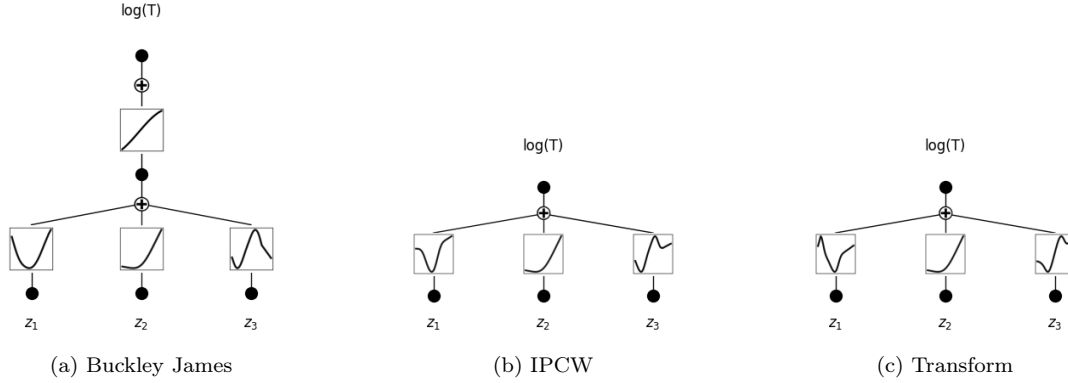 log(T)
log(T)
log(T)
z₁ z₂ z₃
z₁ z₂ z₃
z₁ z₂ z₃
(a) Buckley James
(b) IPCW
(c) Transform